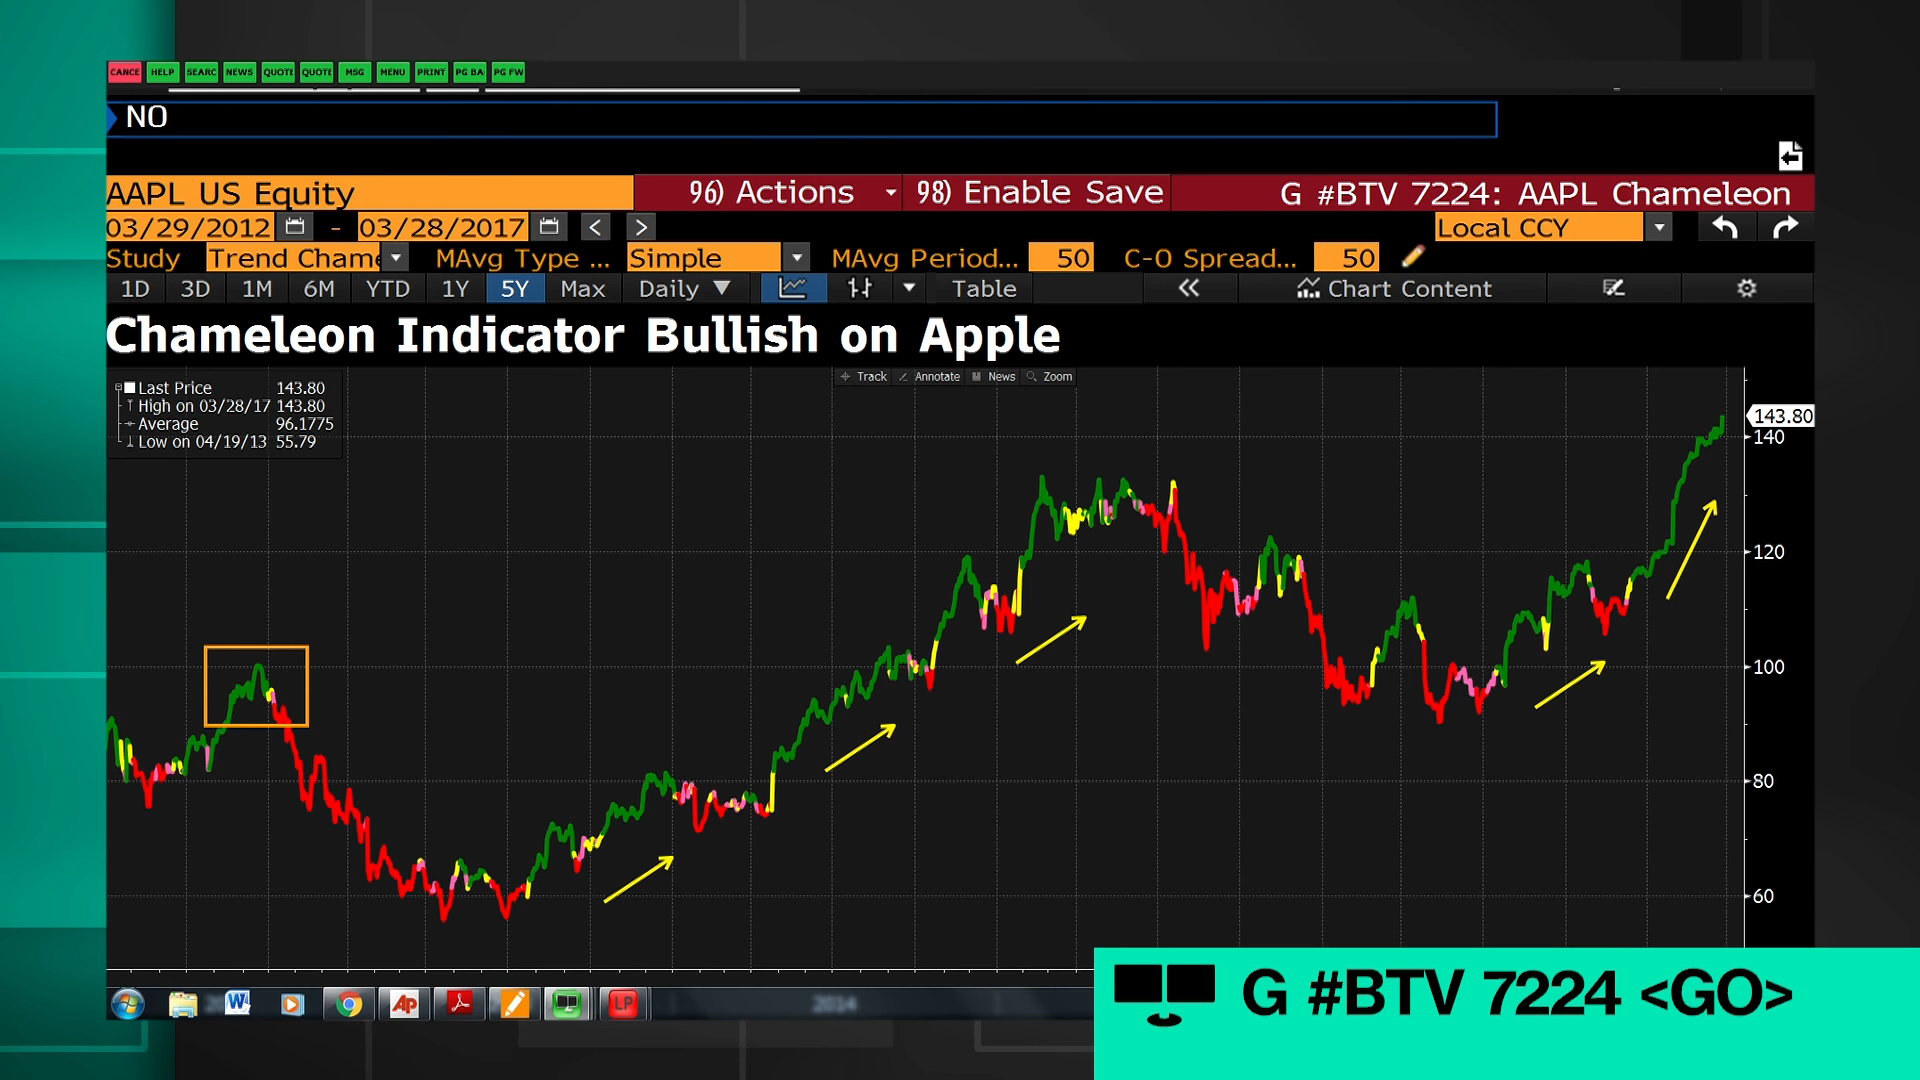 CANCE HELP SEARC NEWS QUOTE QUOTE MSG MENU PRINT PG BA PG FW
NO
AAPL US Equity 96) Actions 98) Enable Save G #BTV 7224: AAPL Chameleon
03/29/2012 - 03/28/2017 < > Local CCY
Study Trend Chame MAvg Type ... Simple MAvg Period... 50 C-O Spread... 50
1D 3D 1M 6M YTD 1Y 5Y Max Daily ▼ Table « Chart Content
Chameleon Indicator Bullish on Apple
Track Annotate News Zoom
Last Price 143.80
High on 03/28/17 143.80
Average 96.1775
Low on 04/19/13 55.79
143.80
140
120
100
80
60
2014
G #BTV 7224 <GO>
W AP LP